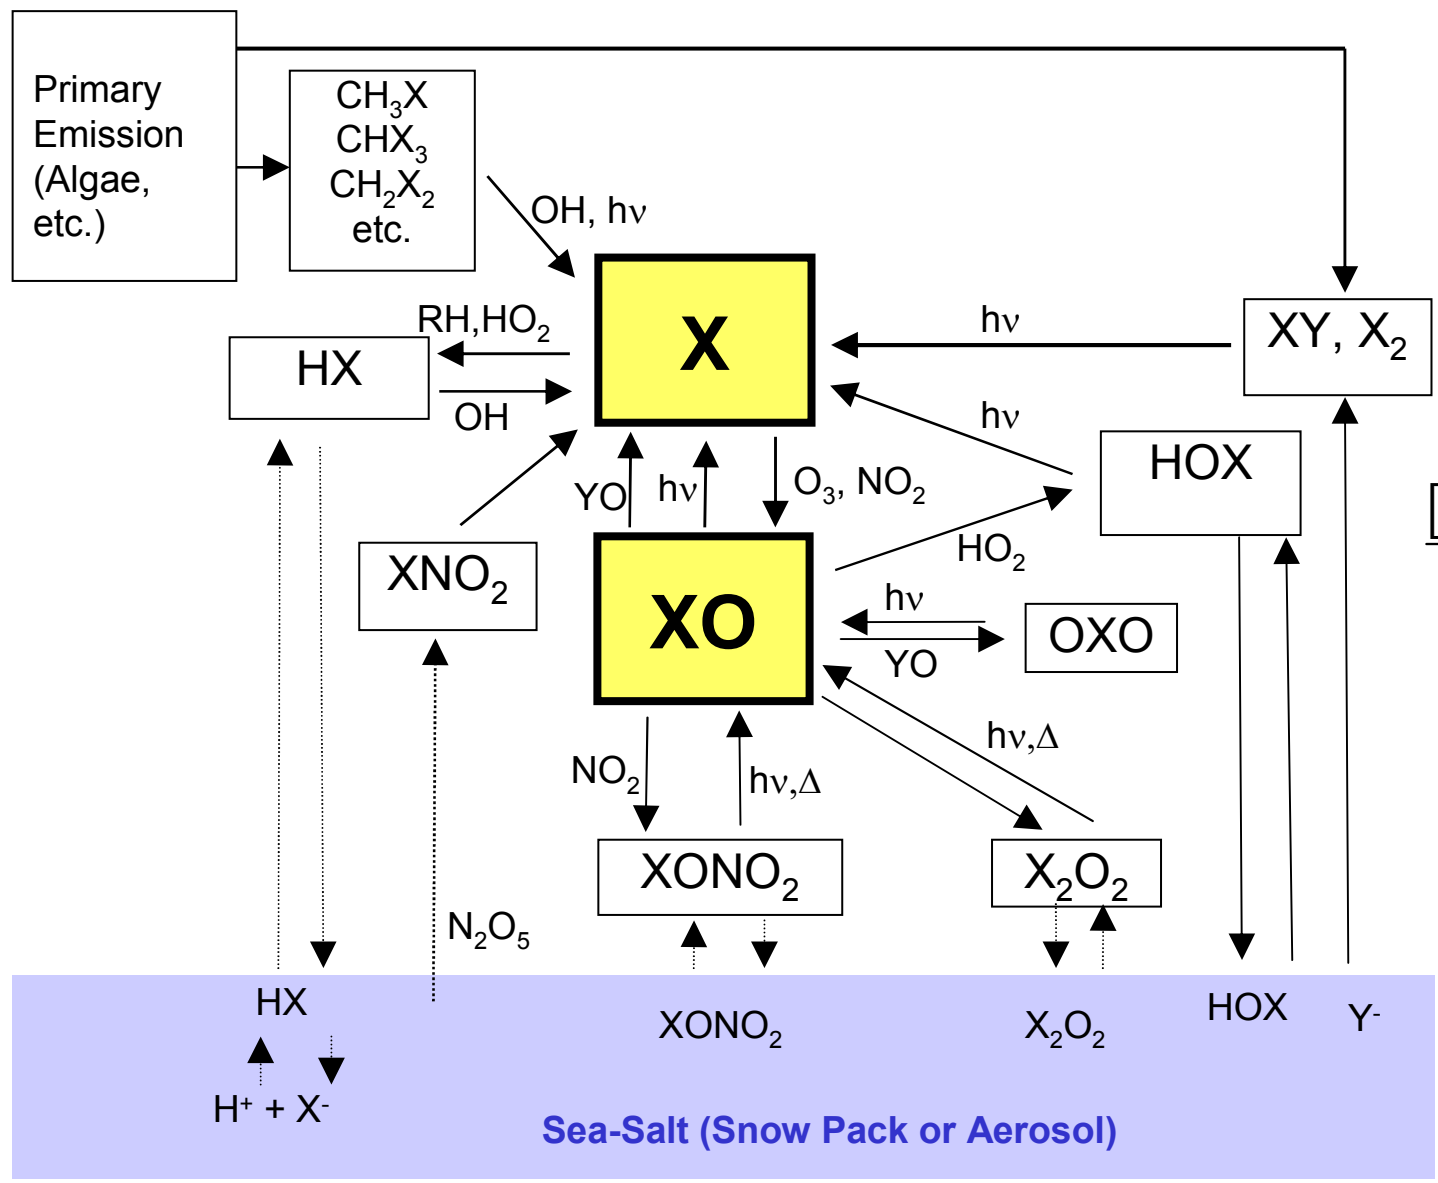 Primary
Emission
(Algae,
etc.)
CH₃X
CHX₃
CH₂X₂
etc.
OH, hν
RH,HO₂
HX
OH
X
hν
XY, X₂
hν
HOX
YO
hν
O₃, NO₂
XNO₂
HO₂
XO
hν
YO
OXO
NO₂
hν,Δ
hν,Δ
XONO₂
X₂O₂
N₂O₅
HX
XONO₂
X₂O₂
HOX
Y⁻
H⁺ + X⁻
Sea-Salt (Snow Pack or Aerosol)
[